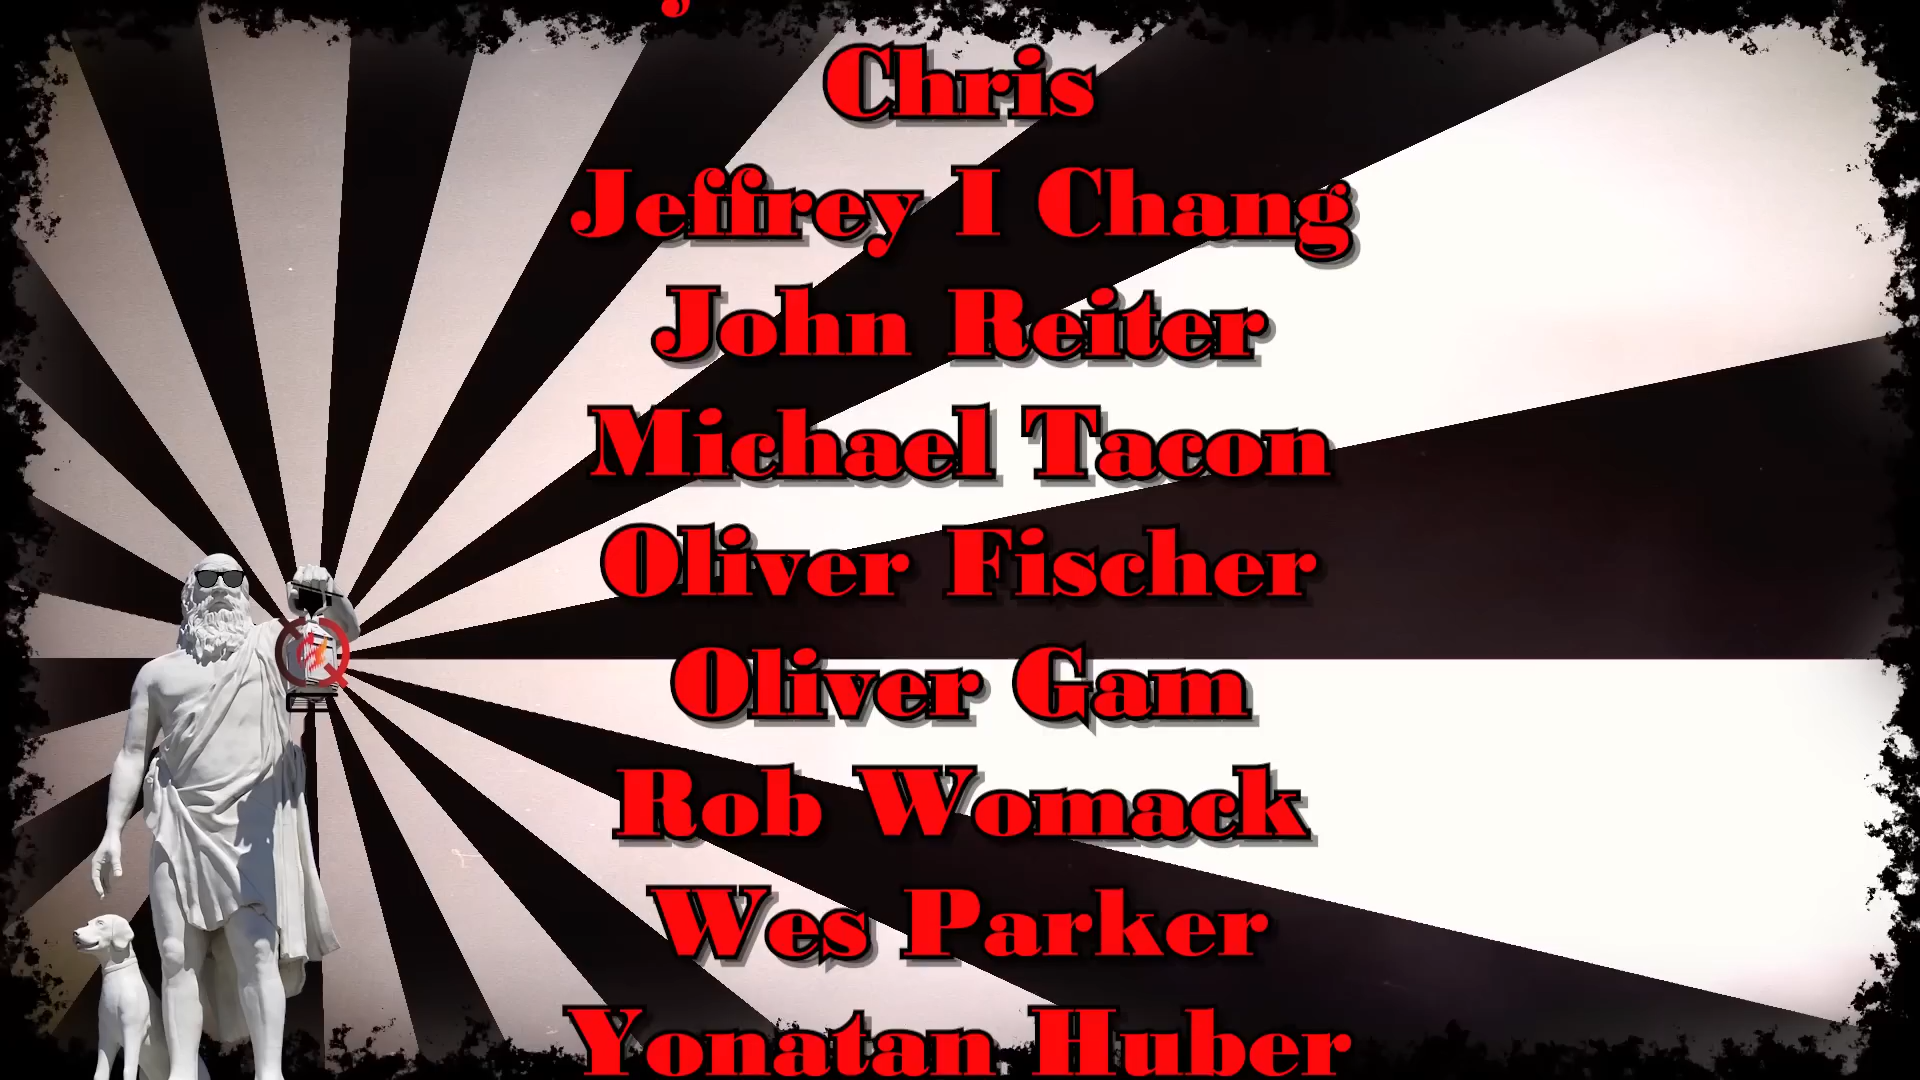 Chris
Jeffrey I Chang
John Reiter
Michael Tacon
Oliver Fischer
Oliver Gam
Rob Womack
Wes Parker
Yonatan Huber